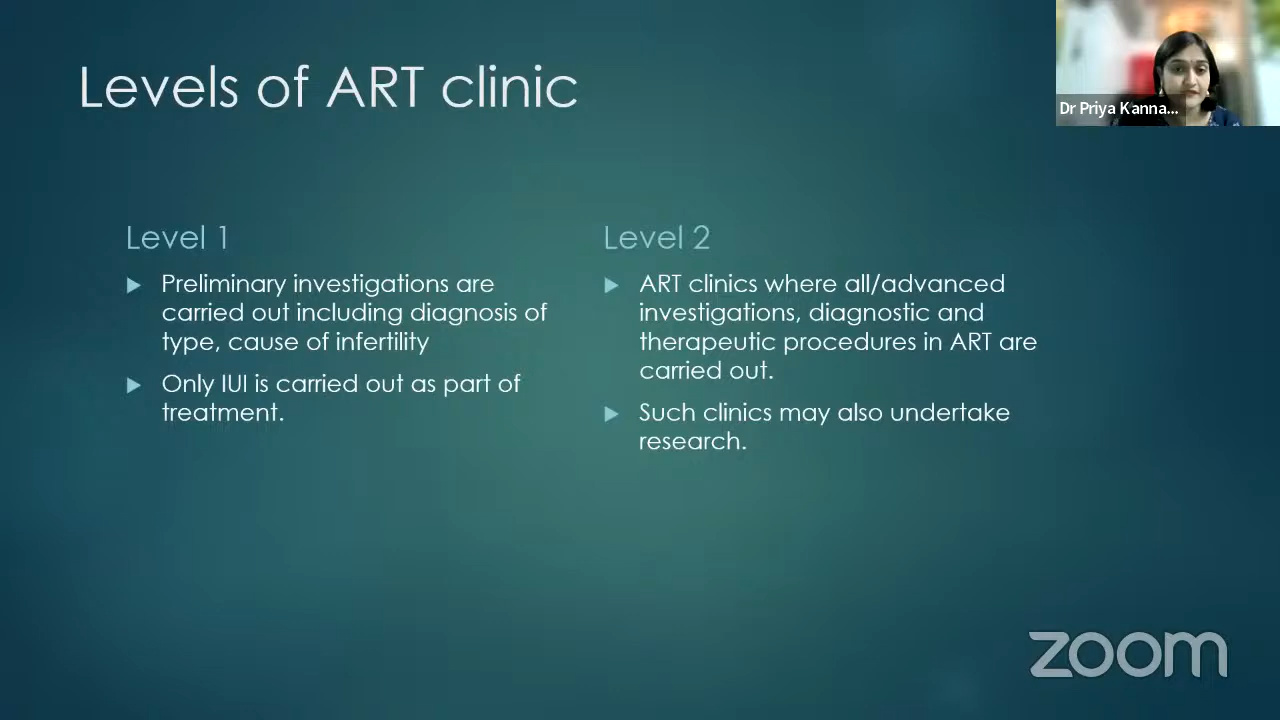 Levels of ART clinic
Dr Priya Kanna...
Level 1
Preliminary investigations are
carried out including diagnosis of
type, cause of infertility
Only IUI is carried out as part of
treatment.
Level 2
ART clinics where all/advanced
investigations, diagnostic and
therapeutic procedures in ART are
carried out.
Such clinics may also undertake
research.
zoom